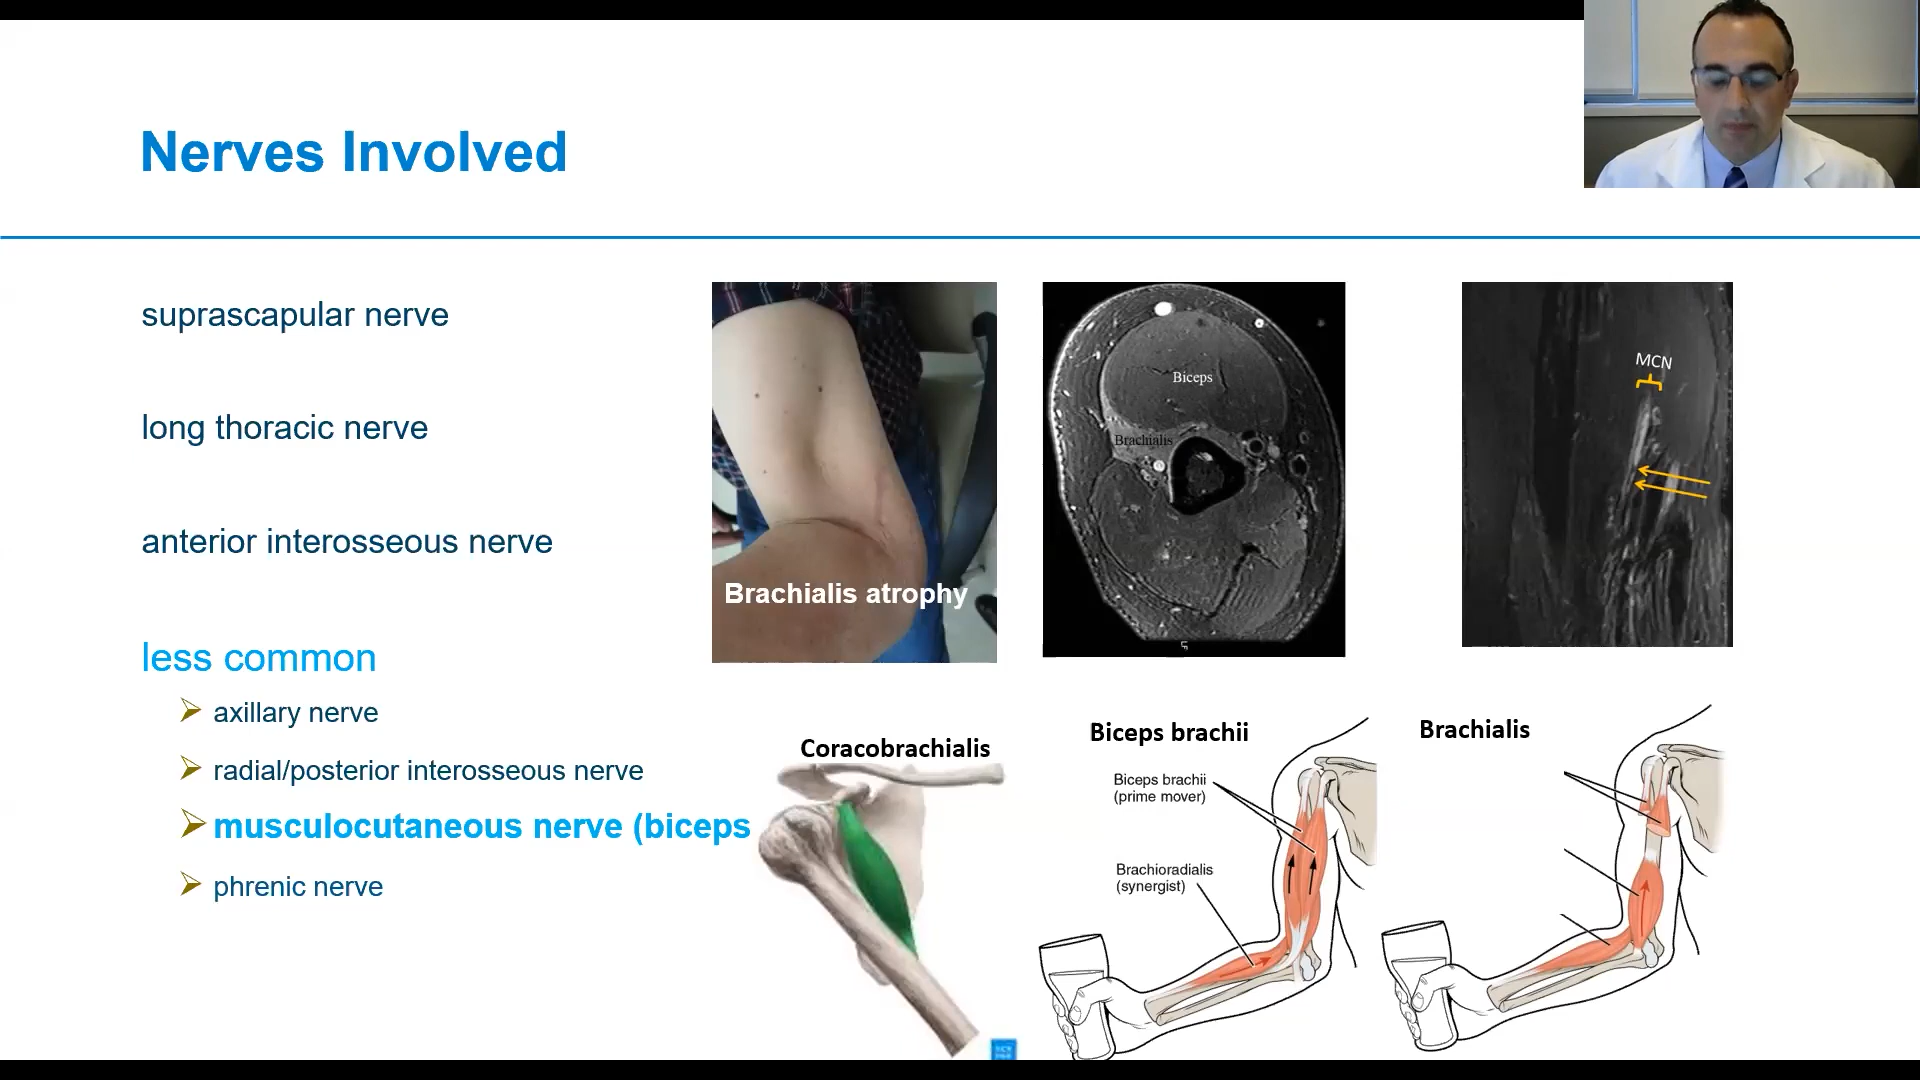 Nerves Involved
suprascapular nerve
long thoracic nerve
anterior interosseous nerve
less common
axillary nerve
radial/posterior interosseous nerve
musculocutaneous nerve (biceps
phrenic nerve
Brachialis atrophy
Biceps
Brachialis
MCN
Coracobrachialis
Biceps brachii
Biceps brachii
(prime mover)
Brachioradialis
(synergist)
Brachialis